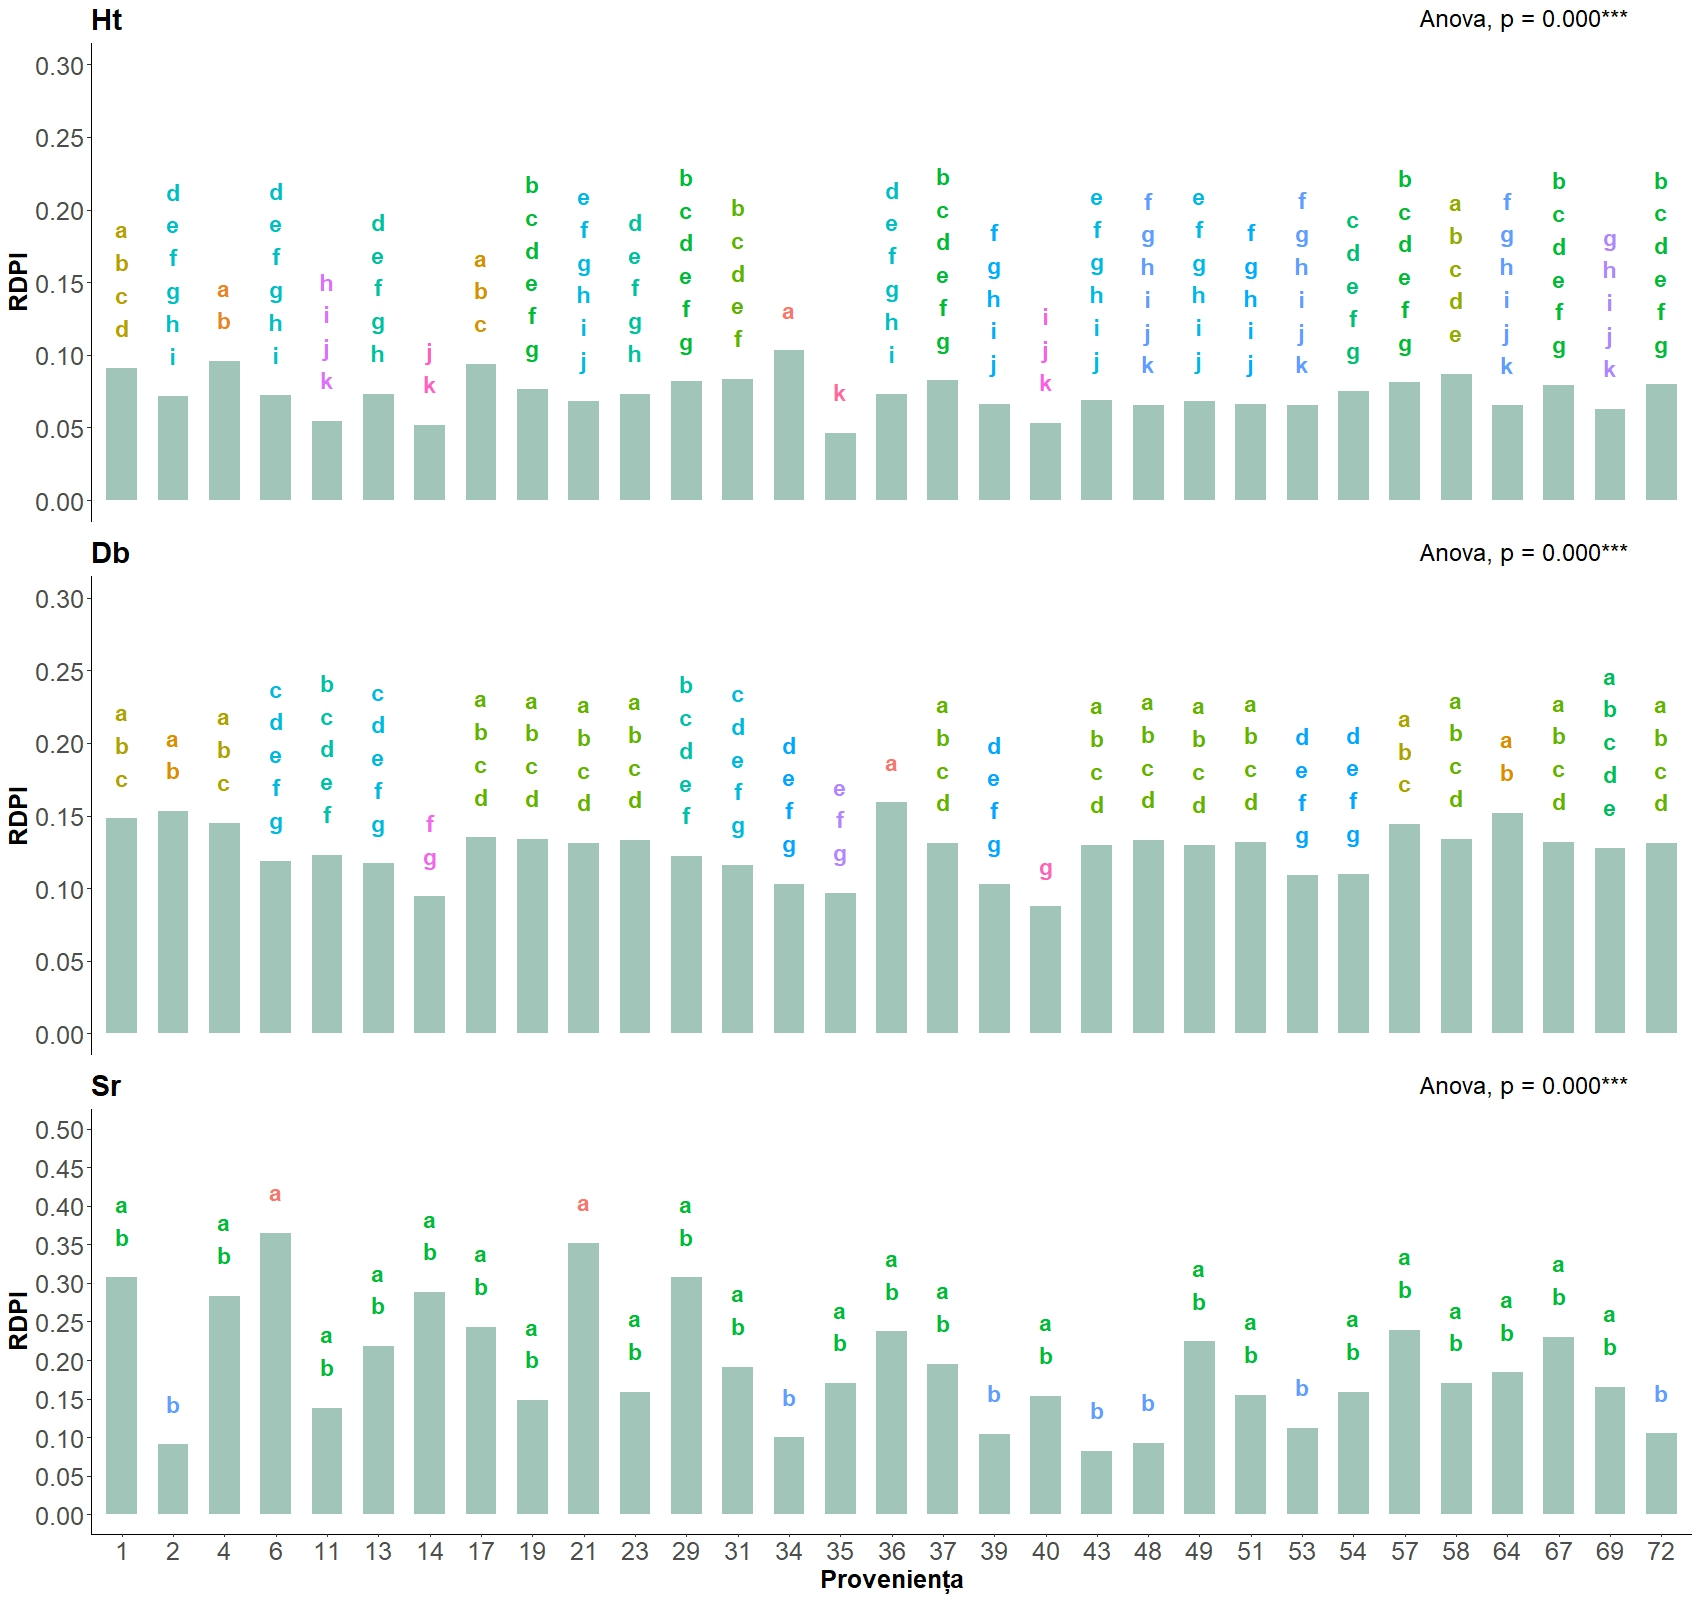 Ht
Anova, p = 0.000***
RDPI
0.30
0.25
0.20
0.15
0.10
0.05
0.00
a b c d
d e f g h i
a b
d e f g h i
h i j k
d e f g h
j k
a b c
b c d e f g
e f g h i j
d e f g h
b c d e f g
b c d e f
a
k
d e f g h i
b c d e f g
f g h i j
i j k
e f g h i j
f g h i j k
e f g h i j
f g h i j
f g h i j k
c d e f g
b c d e f g
a b c d e
f g h i j k
b c d e f g
g h i j k
b c d e f g
Db
Anova, p = 0.000***
RDPI
0.30
0.25
0.20
0.15
0.10
0.05
0.00
a b c
a b
a b c
c d e f g
b c d e f
c d e f g
f g
a b c d
a b c d
a b c d
a b c d
b c d e f
c d e f g
d e f g
e f g
a
a b c d
d e f g
g
a b c d
a b c d
a b c d
a b c d
d e f g
d e f g
a b c
a b c d
a b
a b c d
a b c d e
a b c d
Sr
Anova, p = 0.000***
RDPI
0.50
0.45
0.40
0.35
0.30
0.25
0.20
0.15
0.10
0.05
0.00
a b
b
a b
a
a b
a b
a b
a b
a b
a
a b
a b
a b
b
a b
a b
a b
b
a b
b
b
a b
a b
b
a b
a b
a b
a b
a b
a b
b
1 2 4 6 11 13 14 17 19 21 23 29 31 34 35 36 37 39 40 43 48 49 51 53 54 57 58 64 67 69 72
Proveniența